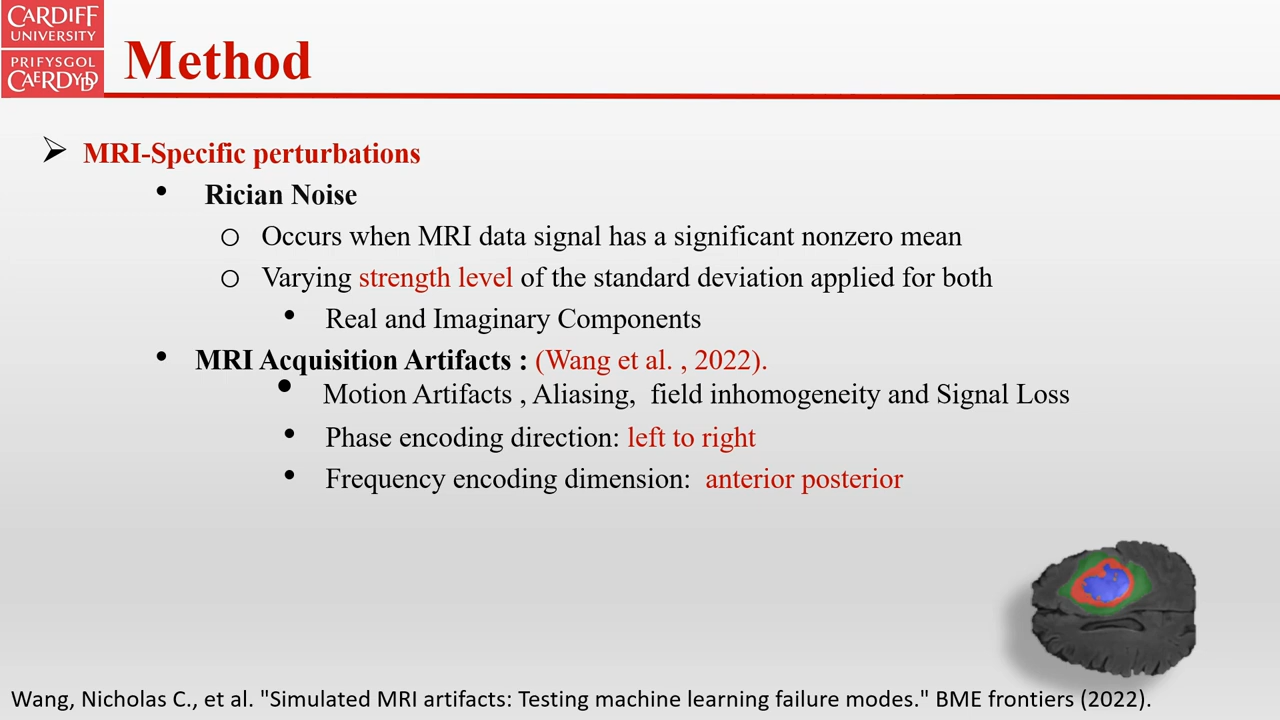 CARDIFF
UNIVERSITY
PRIFYSGOL
CAERDYDD
Method
MRI-Specific perturbations
Rician Noise
Occurs when MRI data signal has a significant nonzero mean
Varying strength level of the standard deviation applied for both
Real and Imaginary Components
MRI Acquisition Artifacts : (Wang et al. , 2022).
Motion Artifacts , Aliasing, field inhomogeneity and Signal Loss
Phase encoding direction: left to right
Frequency encoding dimension: anterior posterior
Wang, Nicholas C., et al. "Simulated MRI artifacts: Testing machine learning failure modes." BME frontiers (2022).